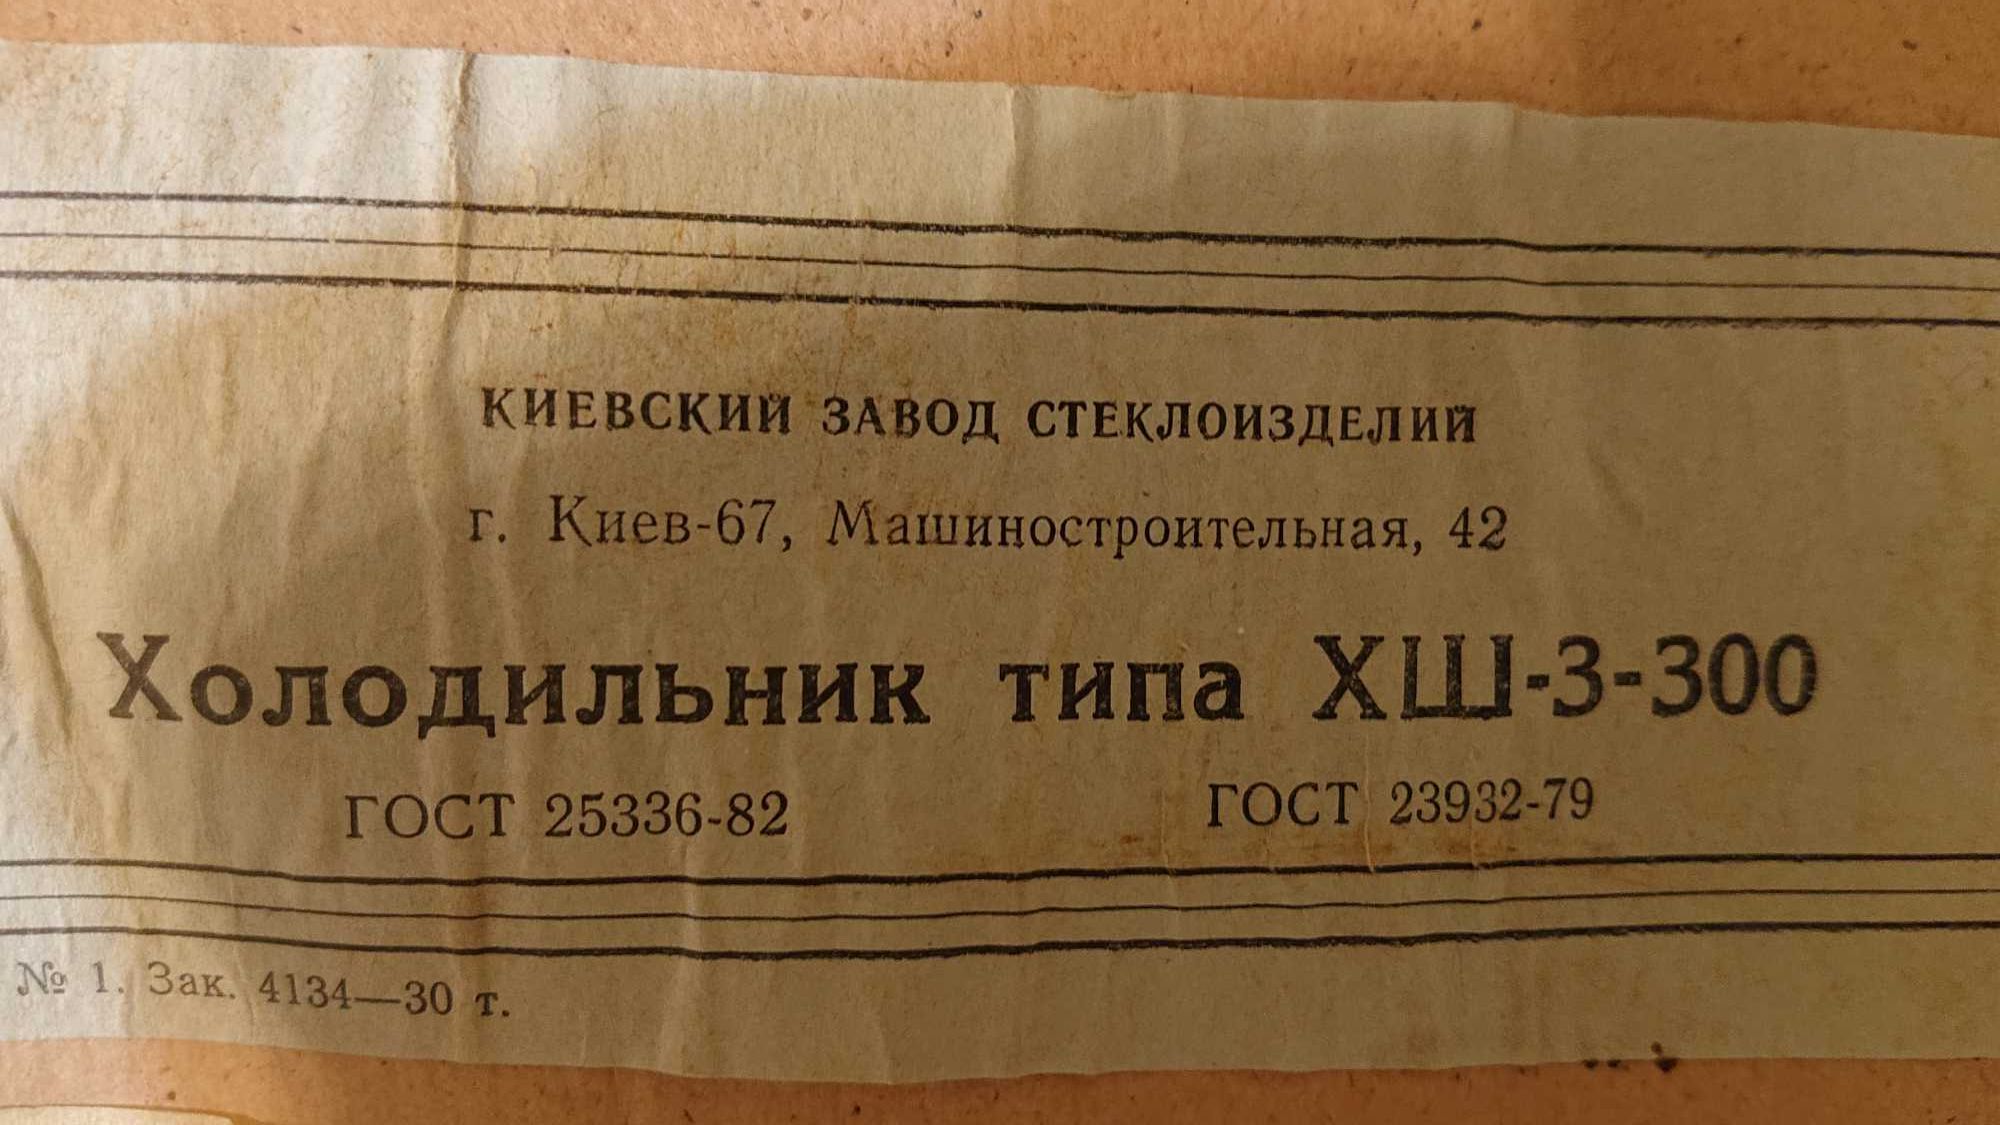 КИЕВСКИЙ ЗАВОД СТЕКЛОИЗДЕЛИЙ
г. Киев-67, Машиностроительная, 42
Холодильник типа ХШ-3-300
ГОСТ 25336-82 ГОСТ 23932-79
№ 1. Зак. 4134—30 т.